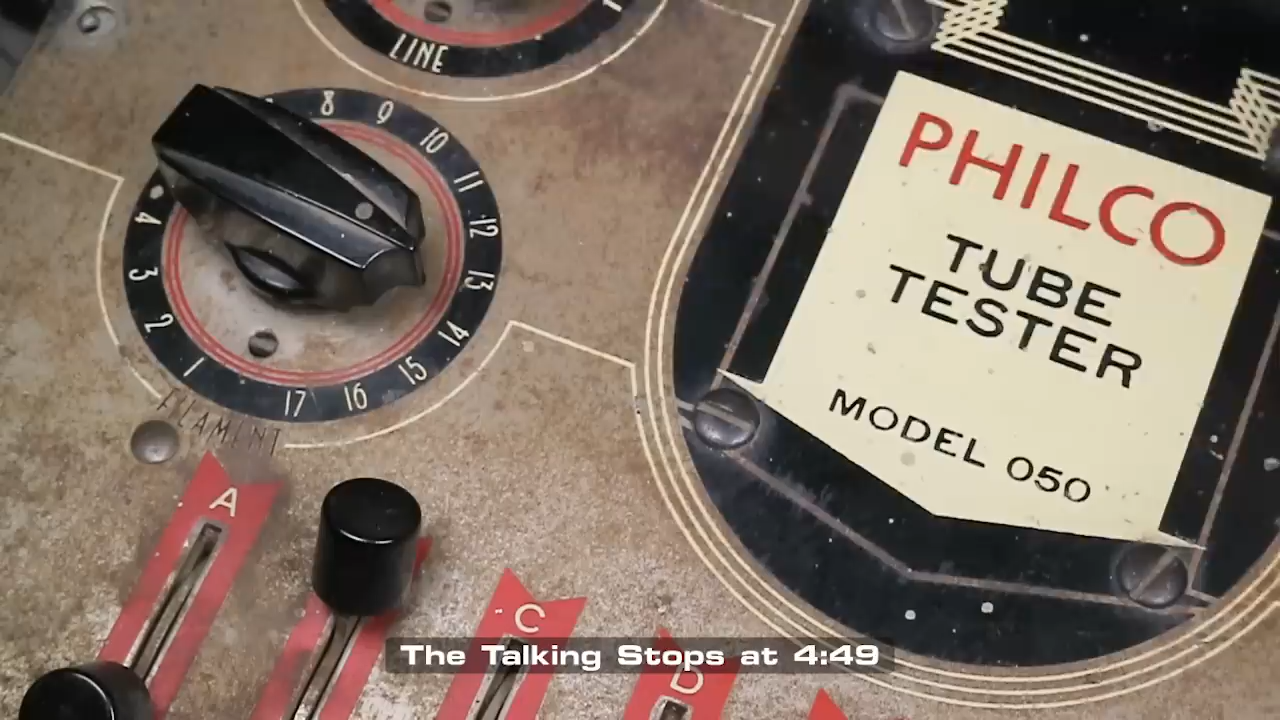 LINE
8
9
10
11
12
13
14
15
16
17
1
2
3
4
FILAMENT
A
C
D
PHILCO
TUBE
TESTER
MODEL 050
The Talking Stops at 4:49